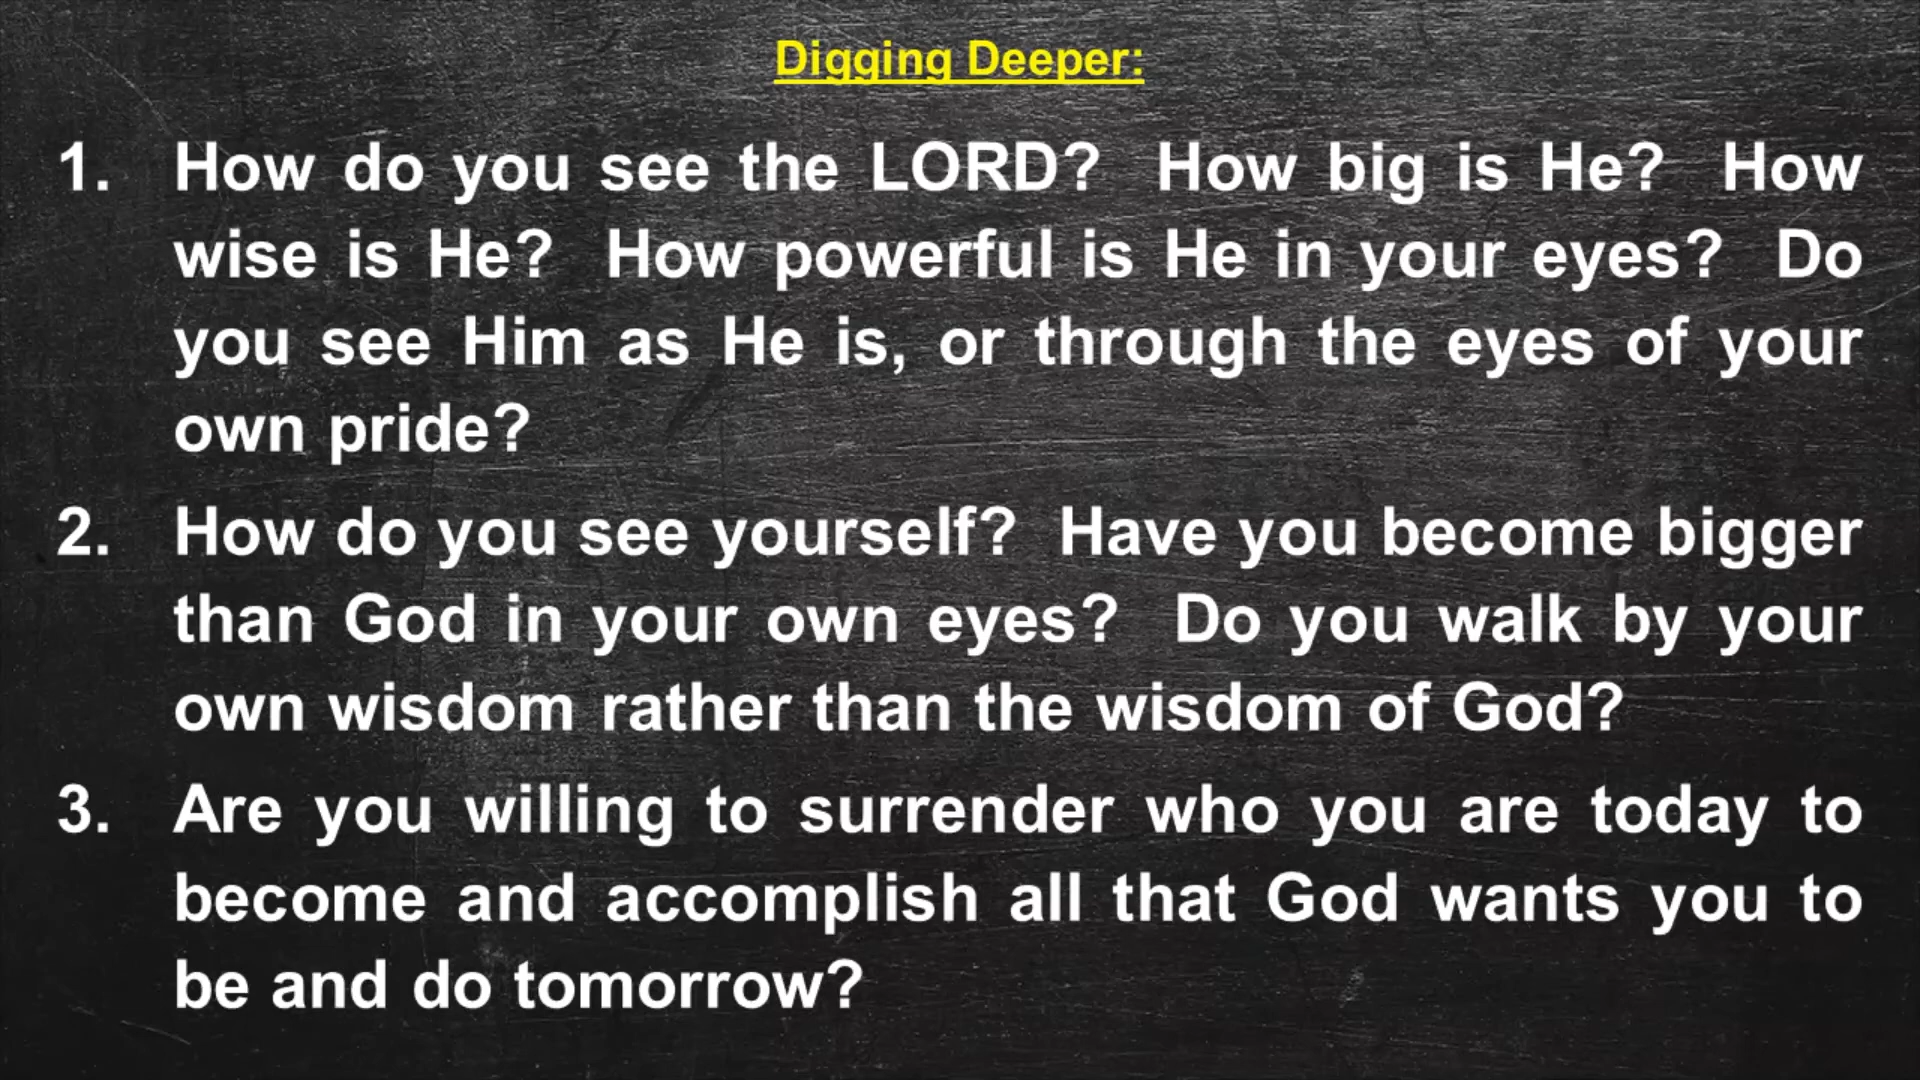 Digging Deeper:
1. How do you see the LORD? How big is He? How
wise is He? How powerful is He in your eyes? Do
you see Him as He is, or through the eyes of your
own pride?
2. How do you see yourself? Have you become bigger
than God in your own eyes? Do you walk by your
own wisdom rather than the wisdom of God?
3. Are you willing to surrender who you are today to
become and accomplish all that God wants you to
be and do tomorrow?